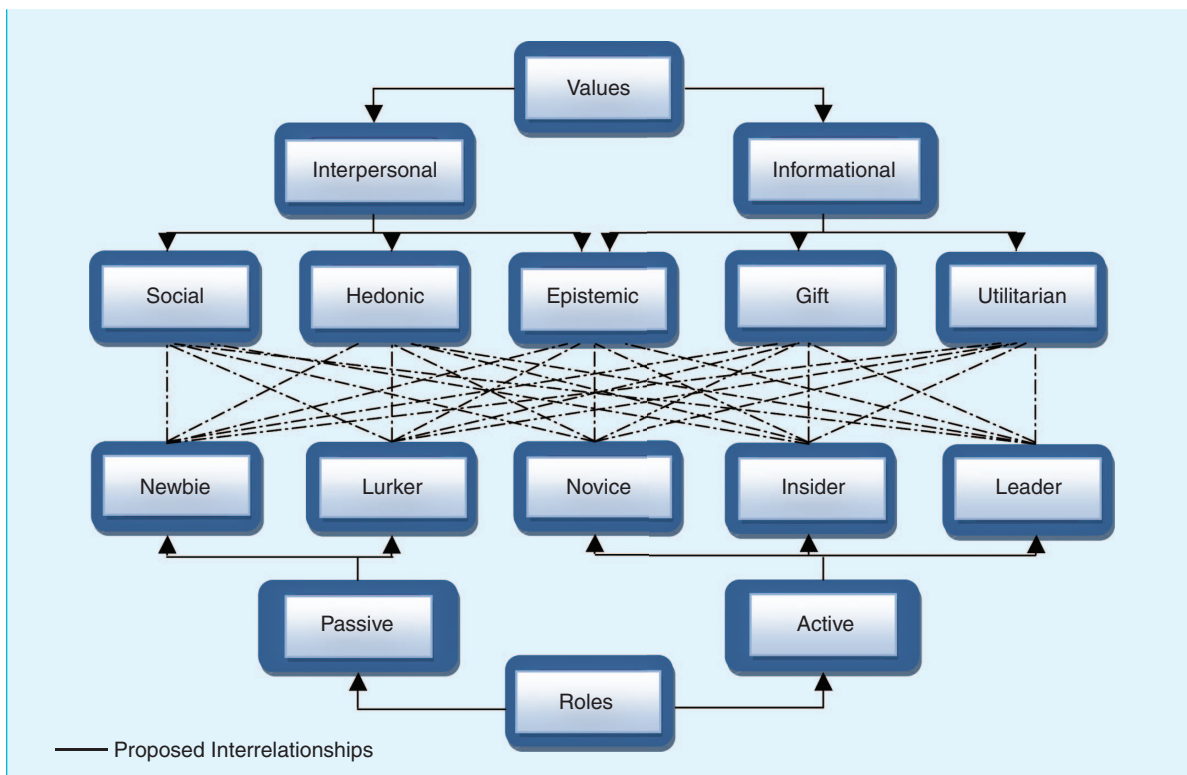 Values
Interpersonal
Informational
Social
Hedonic
Epistemic
Gift
Utilitarian
Newbie
Lurker
Novice
Insider
Leader
Passive
Active
Roles
Proposed Interrelationships